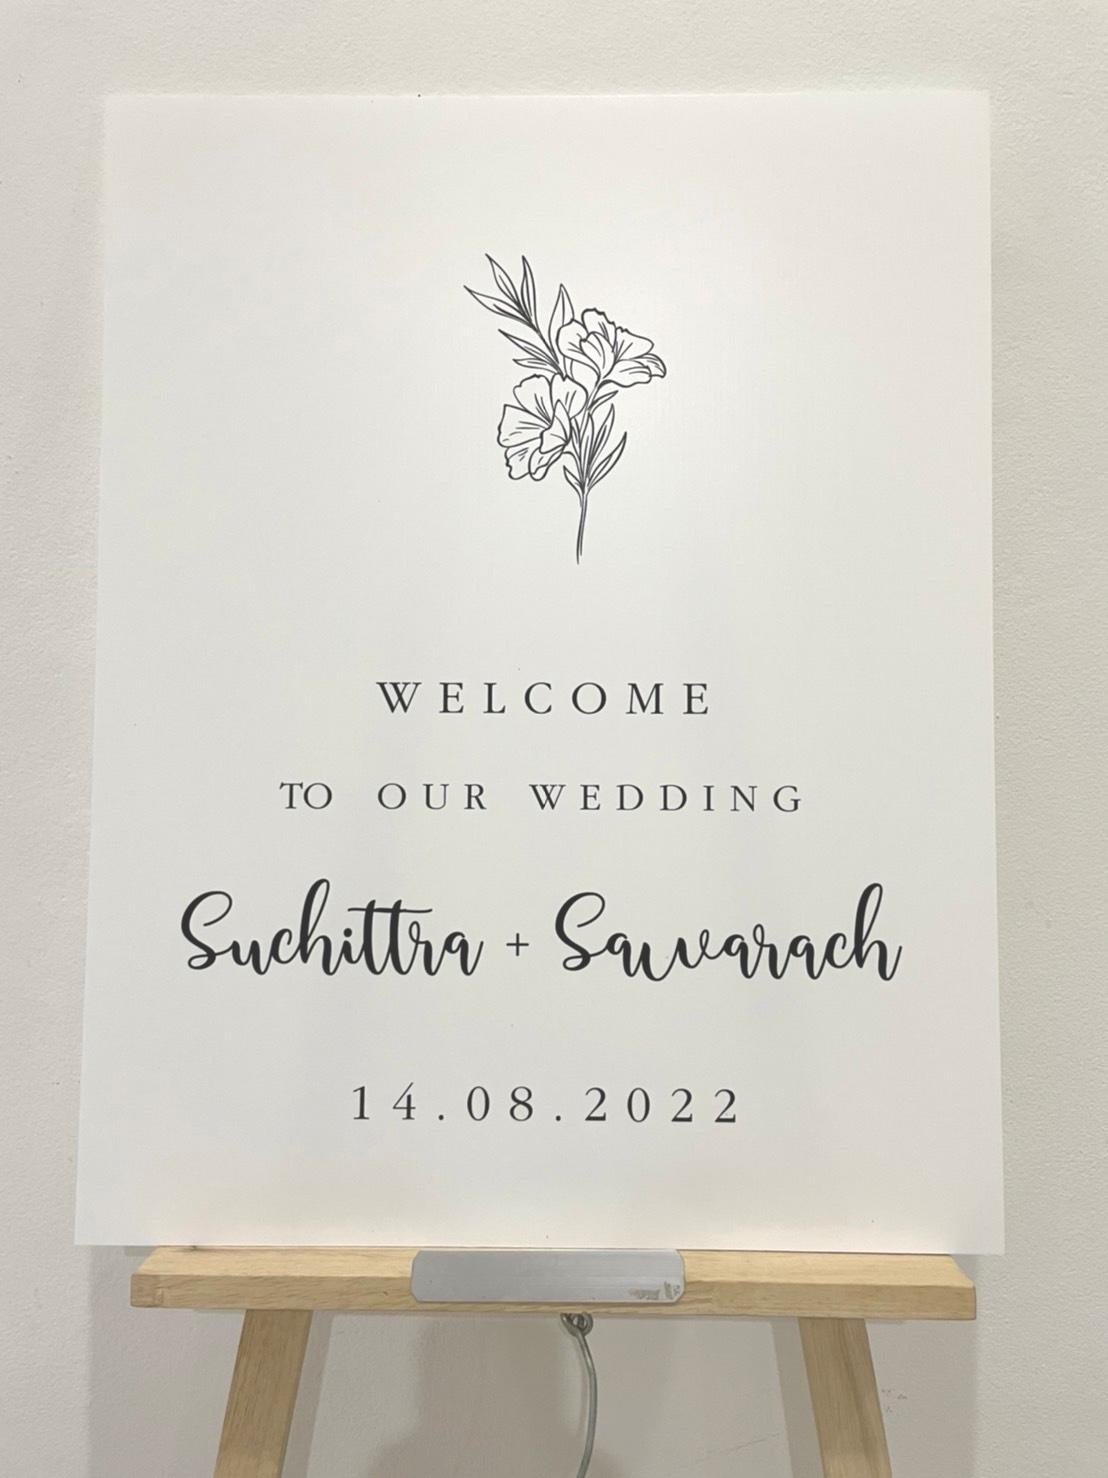 WELCOME
TO OUR WEDDING
Suchittra + Sawarach
14.08.2022